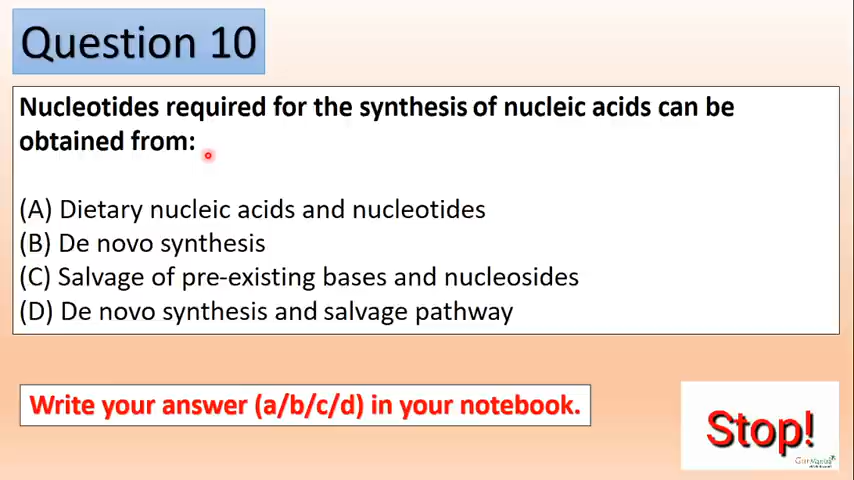 Question 10
Nucleotides required for the synthesis of nucleic acids can be
obtained from:
(A) Dietary nucleic acids and nucleotides
(B) De novo synthesis
(C) Salvage of pre-existing bases and nucleosides
(D) De novo synthesis and salvage pathway
Write your answer (a/b/c/d) in your notebook.
Stop!